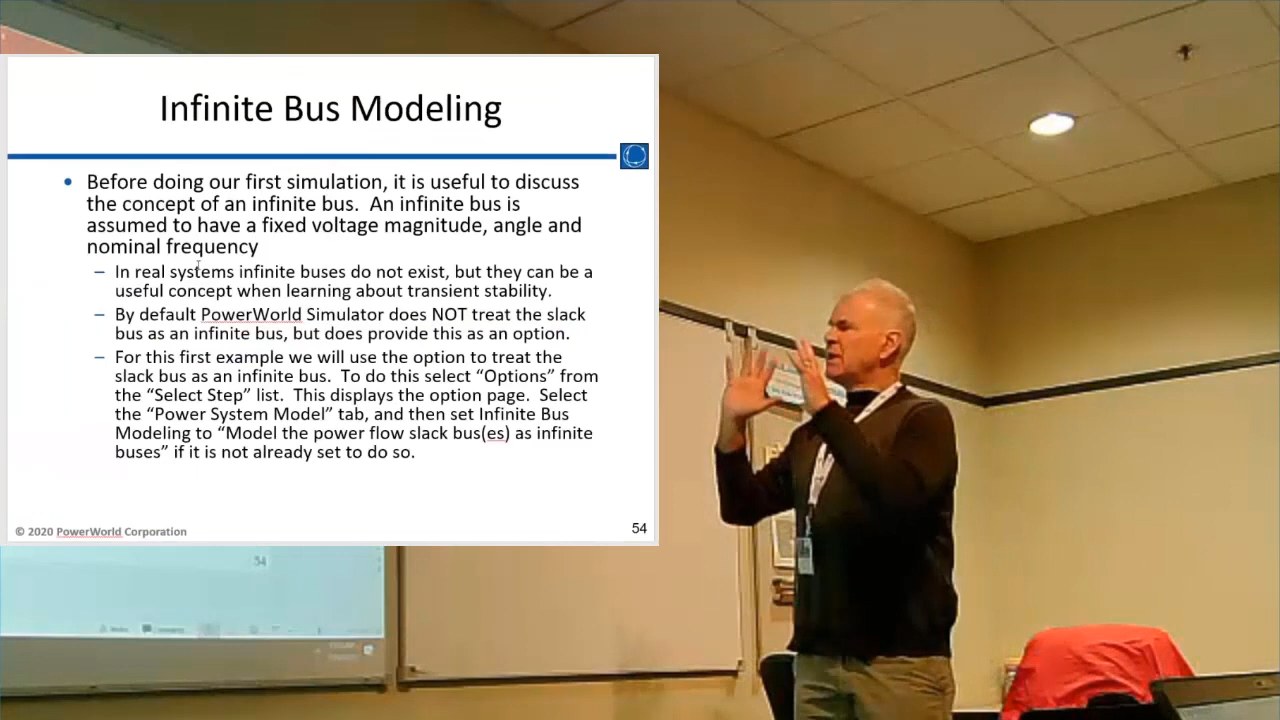 Infinite Bus Modeling
• Before doing our first simulation, it is useful to discuss
the concept of an infinite bus.  An infinite bus is
assumed to have a fixed voltage magnitude, angle and
nominal frequency
– In real systems infinite buses do not exist, but they can be a
useful concept when learning about transient stability.
– By default PowerWorld Simulator does NOT treat the slack
bus as an infinite bus, but does provide this as an option.
– For this first example we will use the option to treat the
slack bus as an infinite bus.  To do this select “Options” from
the “Select Step” list.  This displays the option page.  Select
the “Power System Model” tab, and then set Infinite Bus
Modeling to “Model the power flow slack bus(es) as infinite
buses” if it is not already set to do so.
© 2020 PowerWorld Corporation
54
54